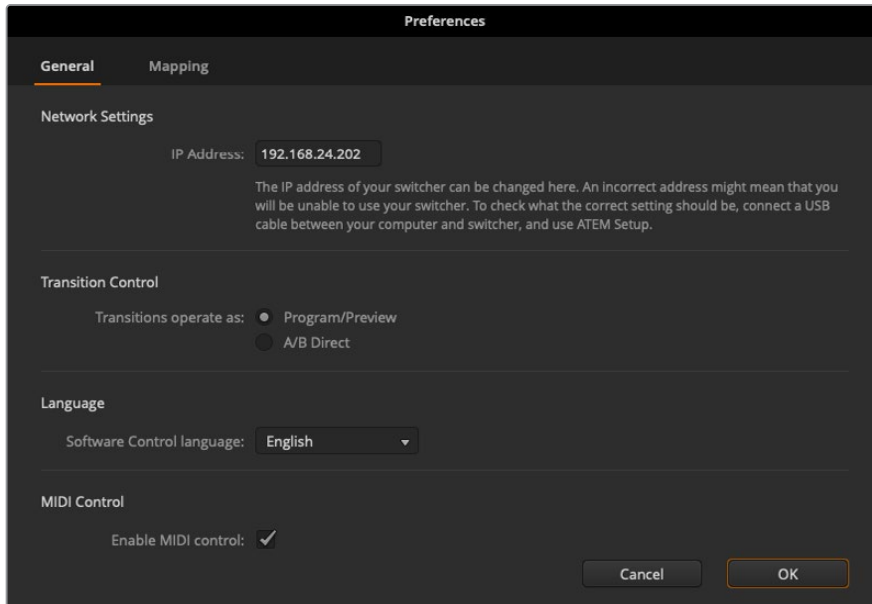 Preferences
General Mapping
Network Settings
IP Address: 192.168.24.202
The IP address of your switcher can be changed here. An incorrect address might mean that you
will be unable to use your switcher. To check what the correct setting should be, connect a USB
cable between your computer and switcher, and use ATEM Setup.
Transition Control
Transitions operate as: Program/Preview
A/B Direct
Language
Software Control language: English
MIDI Control
Enable MIDI control:
Cancel OK